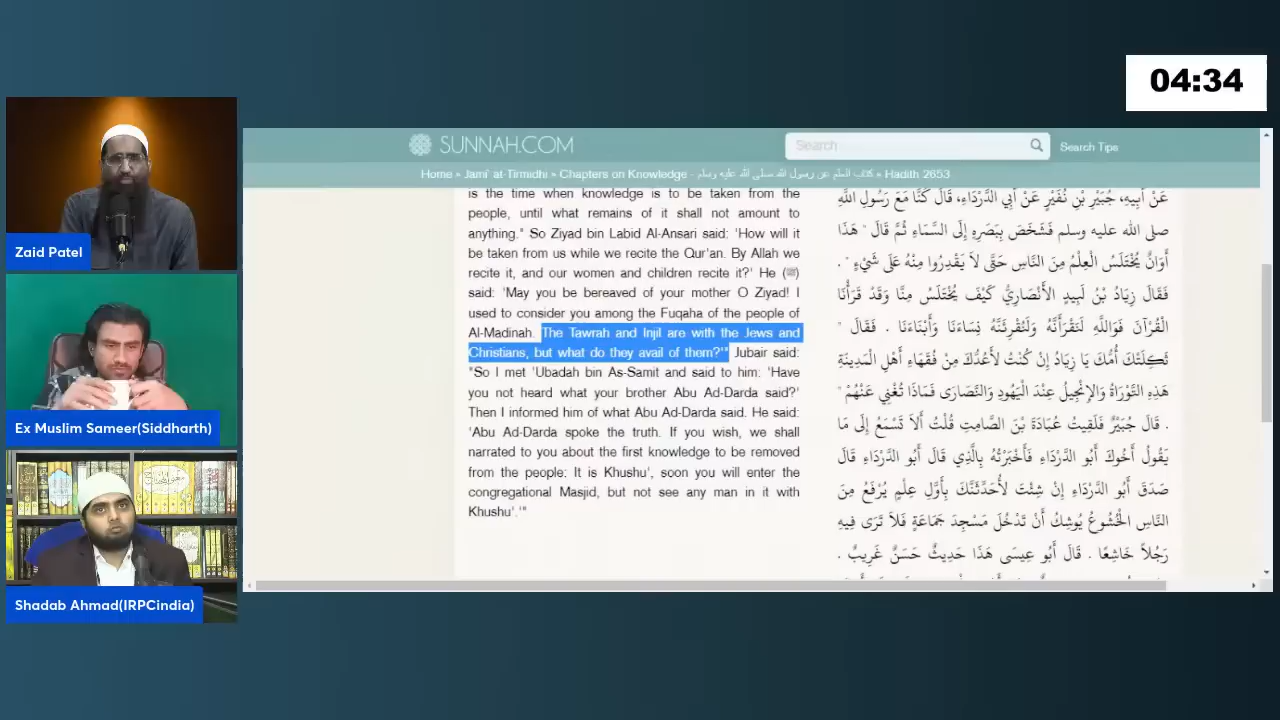 04:34
SUNNAH.COM
Search
Search Tips
Home » Jami` at-Tirmidhi » Chapters on Knowledge - كتاب العلم عن رسول الله صلى الله عليه وسلم » Hadith 2653
is the time when knowledge is to be taken from the
people, until what remains of it shall not amount to
anything." So Ziyad bin Labid Al-Ansari said: 'How will it
be taken from us while we recite the Qur'an. By Allah we
recite it, and our women and children recite it?' He (ﷺ)
said: 'May you be bereaved of your mother O Ziyad! I
used to consider you among the Fuqaha of the people of
Al-Madinah. The Tawrah and Injil are with the Jews and
Christians, but what do they avail of them?'" Jubair said:
"So I met 'Ubadah bin As-Samit and said to him: 'Have
you not heard what your brother Abu Ad-Darda said?'
Then I informed him of what Abu Ad-Darda said. He said:
'Abu Ad-Darda spoke the truth. If you wish, we shall
narrated to you about the first knowledge to be removed
from the people: It is Khushu', soon you will enter the
congregational Masjid, but not see any man in it with
Khushu'.'"
عَنْ أَبِيهِ، جُبَيْرِ بْنِ نُفَيْرٍ عَنْ أَبِي الدَّرْدَاءِ، قَالَ كُنَّا مَعَ رَسُولِ اللَّهِ
صلى الله عليه وسلم فَشَخَصَ بِبَصَرِهِ إِلَى السَّمَاءِ ثُمَّ قَالَ " هَذَا
أَوَانُ يُخْتَلَسُ الْعِلْمُ مِنَ النَّاسِ حَتَّى لاَ يَقْدِرُوا مِنْهُ عَلَى شَيْءٍ " .
فَقَالَ زِيَادُ بْنُ لَبِيدٍ الأَنْصَارِيُّ كَيْفَ يُخْتَلَسُ مِنَّا وَقَدْ قَرَأْنَا
الْقُرْآنَ فَوَاللَّهِ لَنَقْرَأَنَّهُ وَلَنُقْرِئَنَّهُ نِسَاءَنَا وَأَبْنَاءَنَا . فَقَالَ "
ثَكِلَتْكَ أُمُّكَ يَا زِيَادُ إِنْ كُنْتُ لأَعُدُّكَ مِنْ فُقَهَاءِ أَهْلِ الْمَدِينَةِ
هَذِهِ التَّوْرَاةُ وَالإِنْجِيلُ عِنْدَ الْيَهُودِ وَالنَّصَارَى فَمَاذَا تُغْنِي عَنْهُمْ "
. قَالَ جُبَيْرٌ فَلَقِيتُ عُبَادَةَ بْنَ الصَّامِتِ قُلْتُ أَلاَ تَسْمَعُ إِلَى مَا
يَقُولُ أَخُوكَ أَبُو الدَّرْدَاءِ فَأَخْبَرْتُهُ بِالَّذِي قَالَ أَبُو الدَّرْدَاءِ قَالَ
صَدَقَ أَبُو الدَّرْدَاءِ إِنْ شِئْتَ لأُحَدِّثَنَّكَ بِأَوَّلِ عِلْمٍ يُرْفَعُ مِنَ
النَّاسِ الْخُشُوعُ يُوشِكُ أَنْ تَدْخُلَ مَسْجِدَ جَمَاعَةٍ فَلاَ تَرَى فِيهِ
رَجُلاً خَاشِعًا . قَالَ أَبُو عِيسَى هَذَا حَدِيثٌ حَسَنٌ غَرِيبٌ .
Zaid Patel
Ex Muslim Sameer(Siddharth)
Shadab Ahmad(IRPCindia)